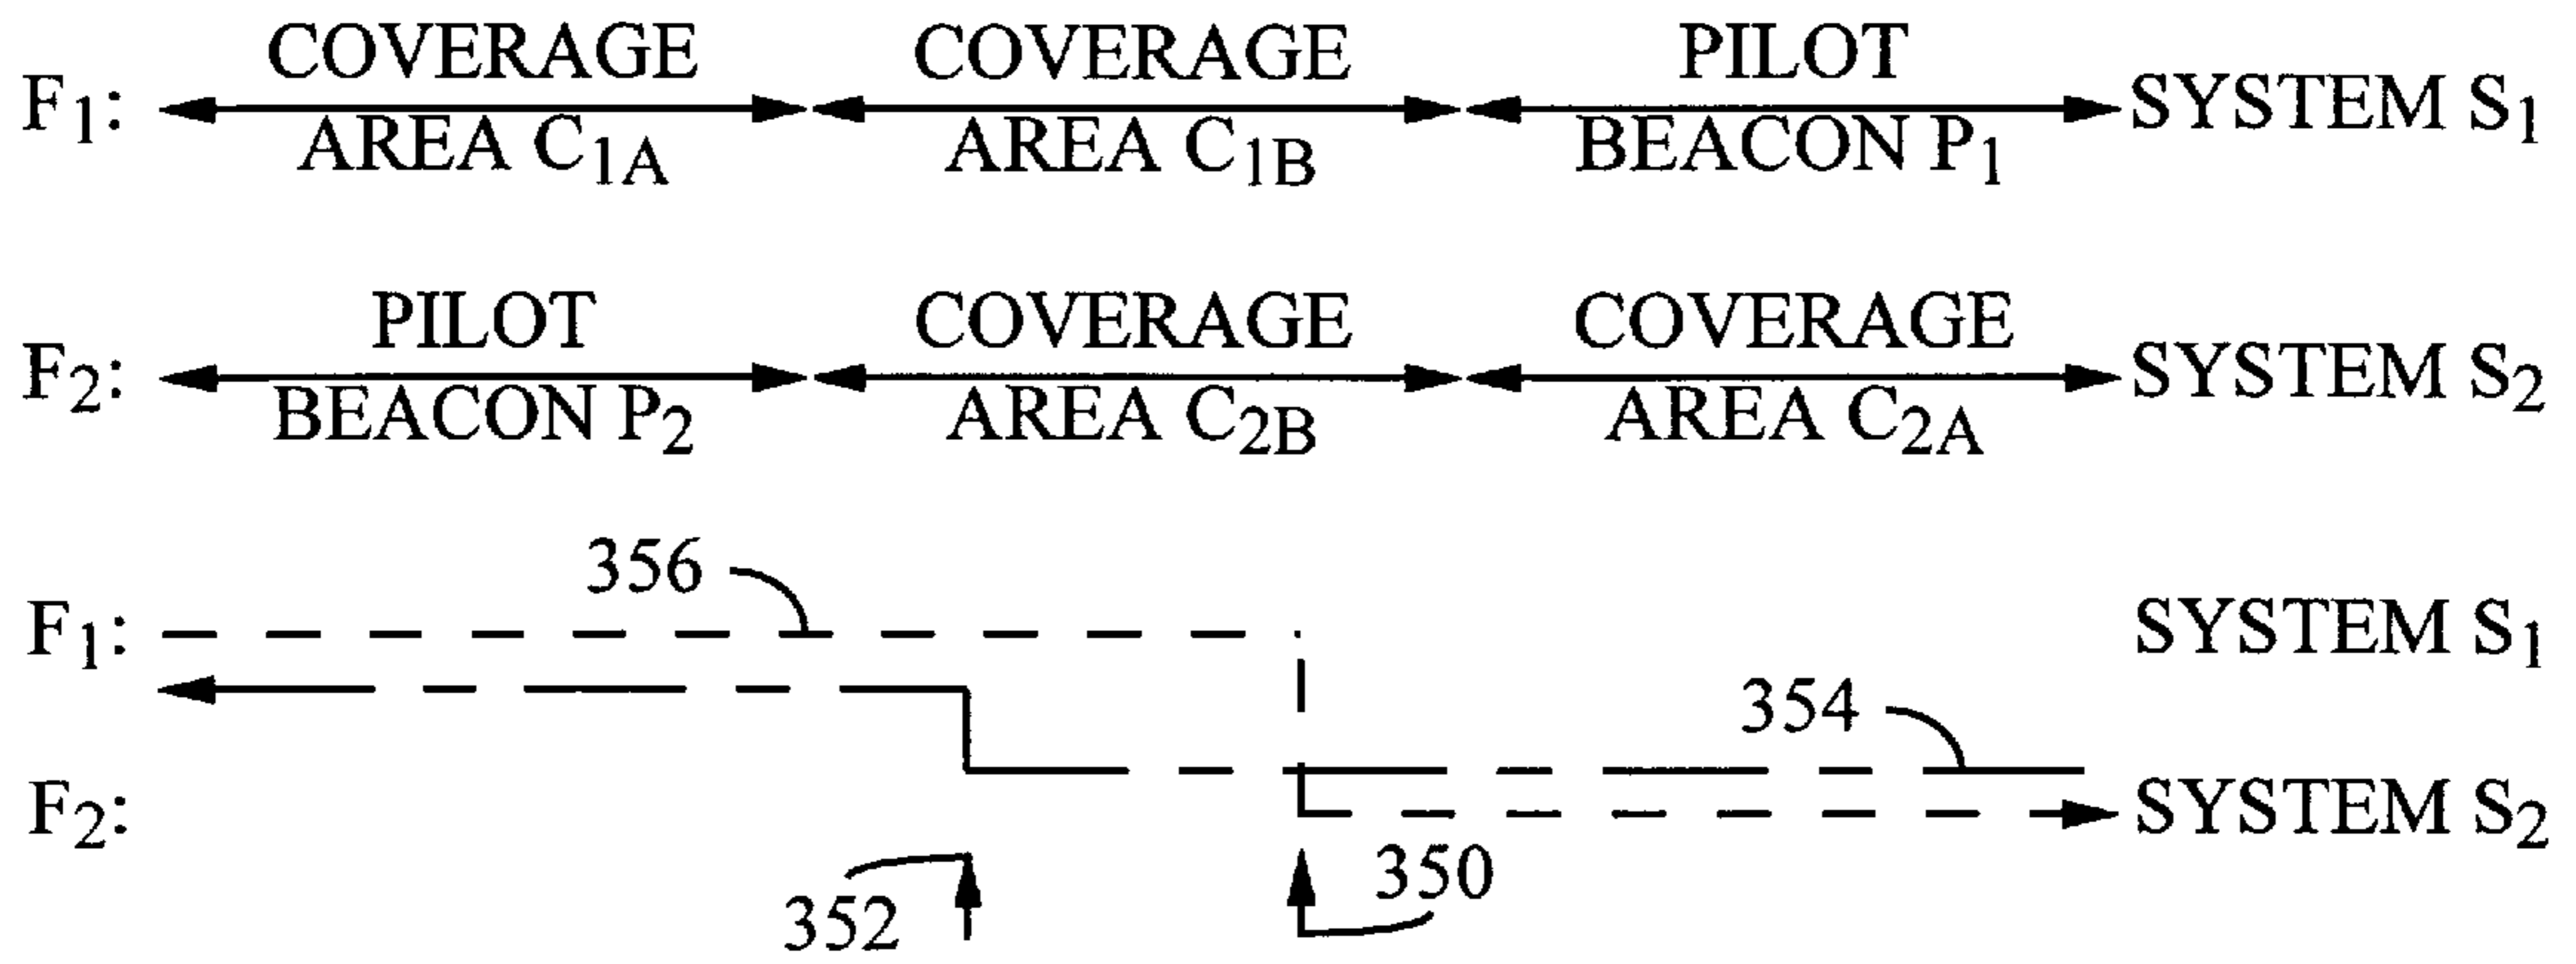 COVERAGE COVERAGE PILOT
F1: SYSTEM S1
AREA C1A AREA C1B BEACON P1
PILOT COVERAGE COVERAGE
F2: SYSTEM S2
BEACON P2 AREA C2B AREA C2A
356
F1: SYSTEM S1
354
F2: SYSTEM S2
352 350